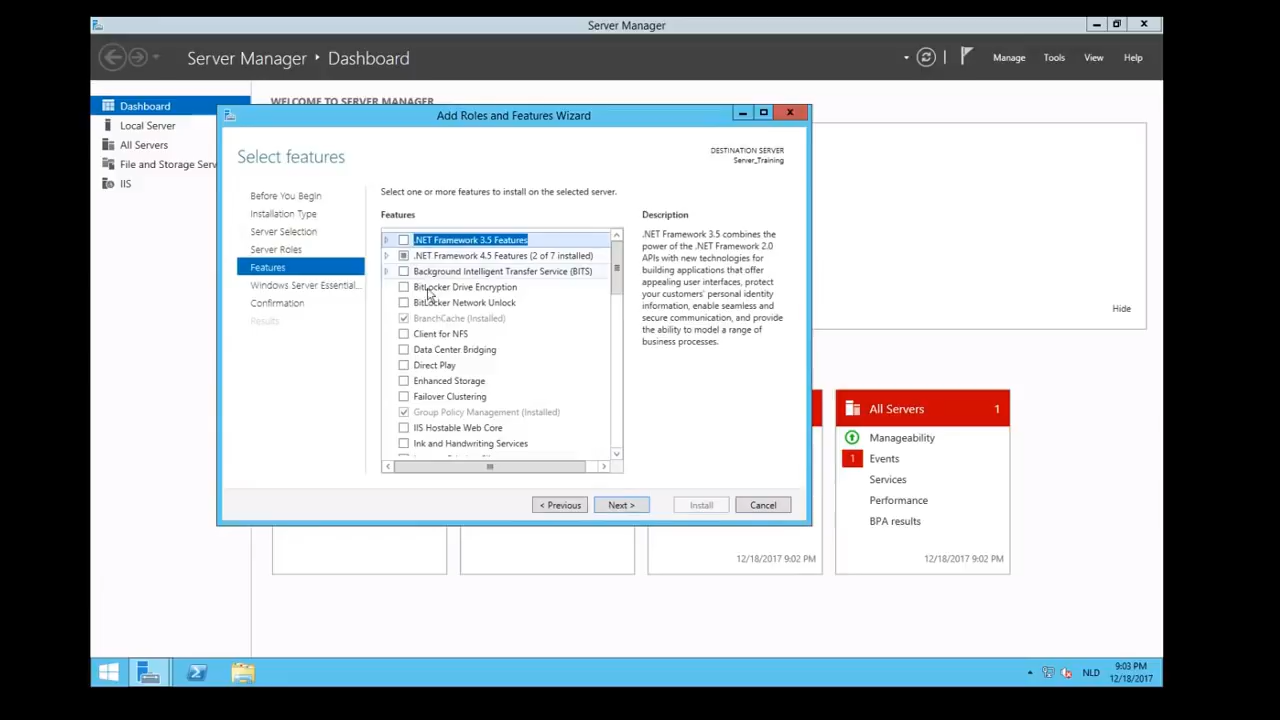 Server Manager
Server Manager ‣ Dashboard
Manage
Tools
View
Help
Dashboard
Local Server
All Servers
File and Storage Serv
IIS
WELCOME TO SERVER MANAGER
Add Roles and Features Wizard
Select features
DESTINATION SERVER
Server_Training
Before You Begin
Installation Type
Server Selection
Server Roles
Features
Windows Server Essential...
Confirmation
Results
Select one or more features to install on the selected server.
Features
.NET Framework 3.5 Features
.NET Framework 4.5 Features (2 of 7 installed)
Background Intelligent Transfer Service (BITS)
BitLocker Drive Encryption
BitLocker Network Unlock
BranchCache (Installed)
Client for NFS
Data Center Bridging
Direct Play
Enhanced Storage
Failover Clustering
Group Policy Management (Installed)
IIS Hostable Web Core
Ink and Handwriting Services
Description
.NET Framework 3.5 combines the
power of the .NET Framework 2.0
APIs with new technologies for
building applications that offer
appealing user interfaces, protect
your customers' personal identity
information, enable seamless and
secure communication, and provide
the ability to model a range of
business processes.
< Previous
Next >
Install
Cancel
Hide
All Servers 1
Manageability
1 Events
Services
Performance
BPA results
12/18/2017 9:02 PM
12/18/2017 9:02 PM
NLD
9:03 PM
12/18/2017